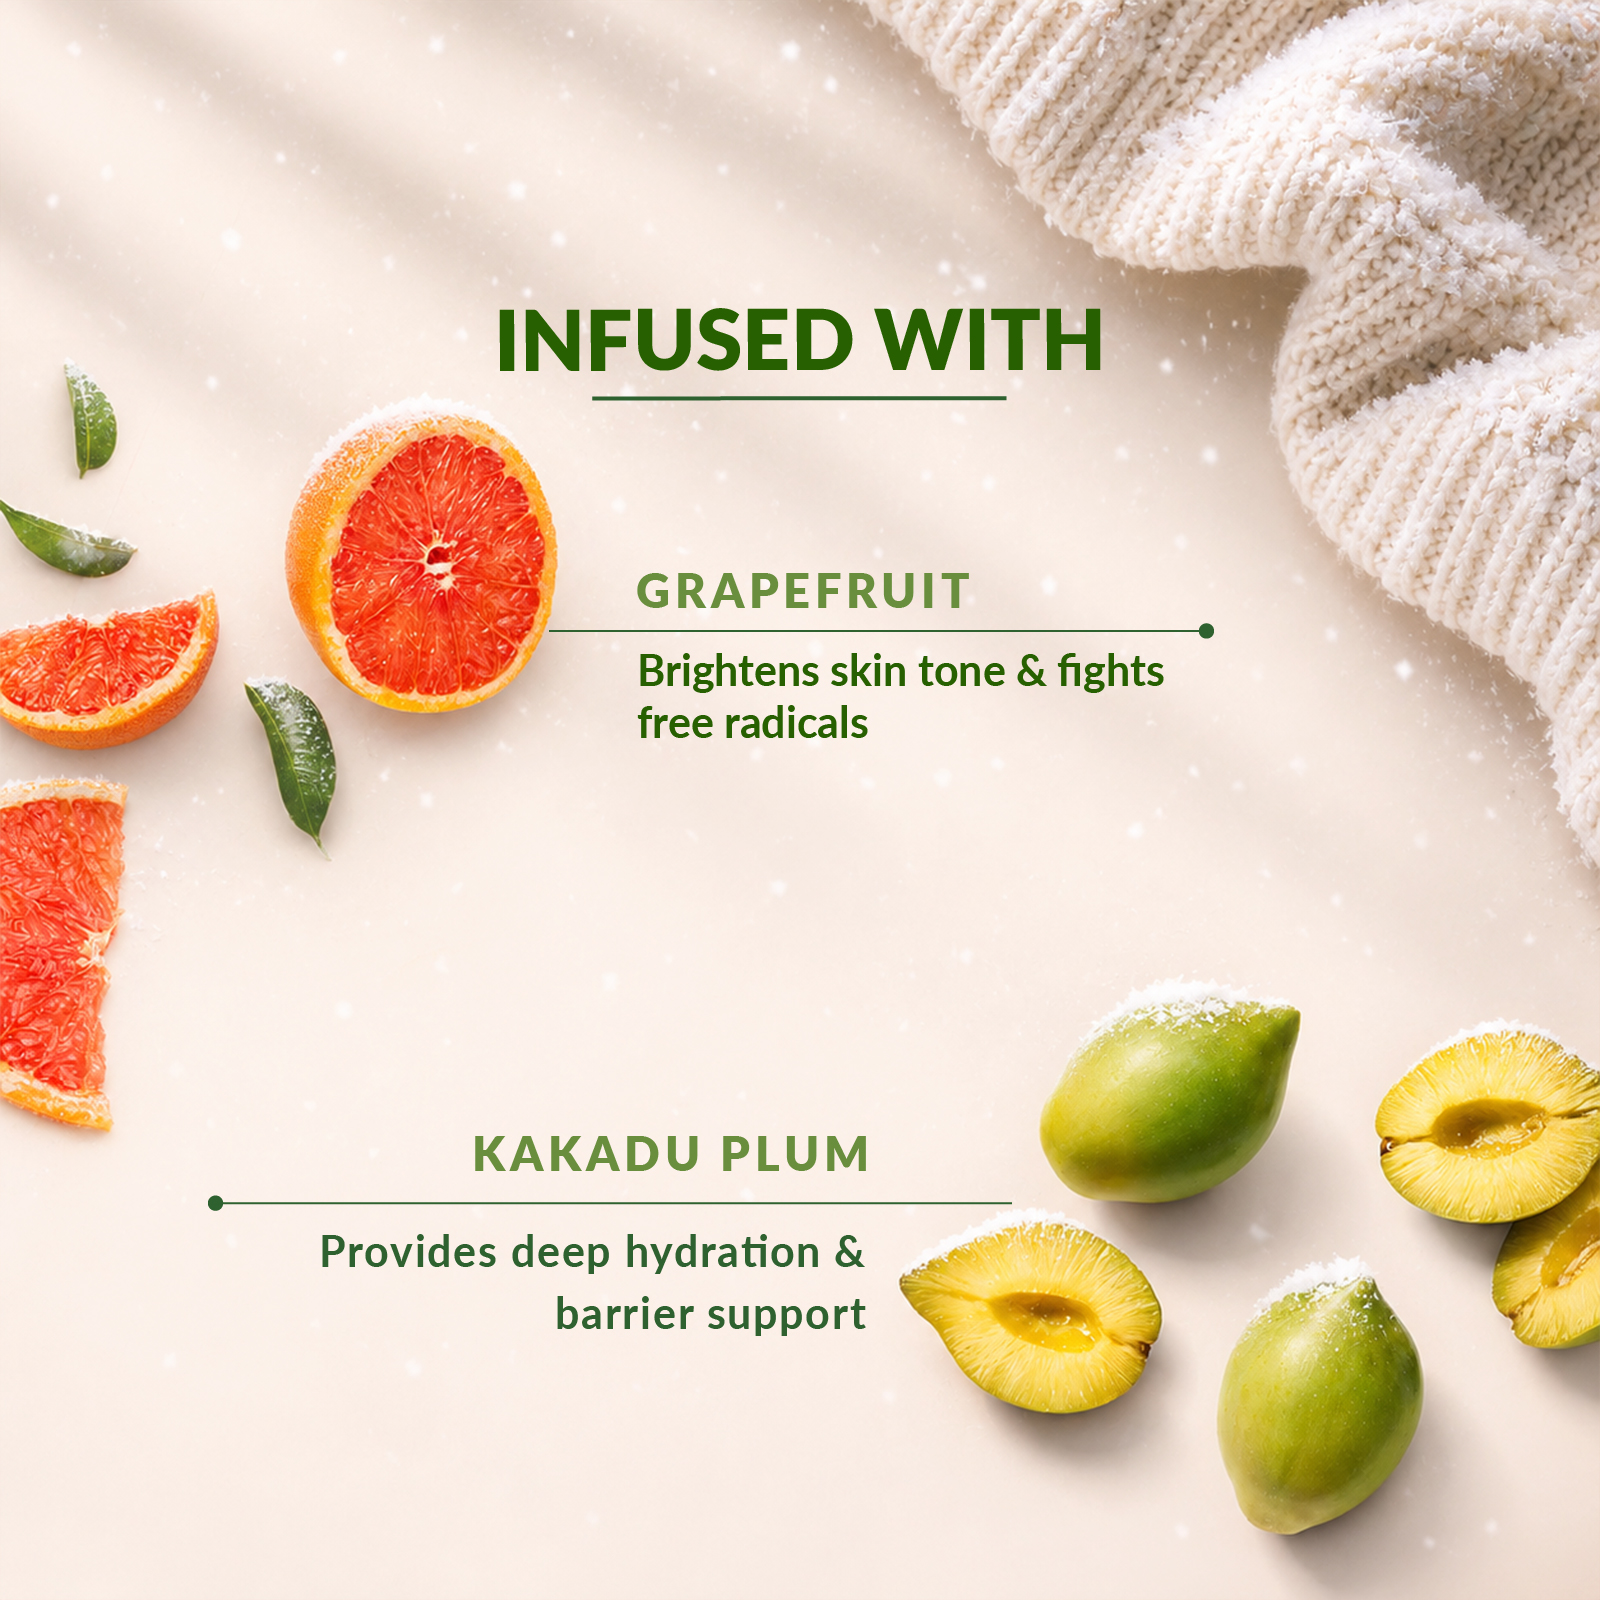 INFUSED WITH
GRAPEFRUIT
Brightens skin tone & fights
free radicals
KAKADU PLUM
Provides deep hydration &
barrier support